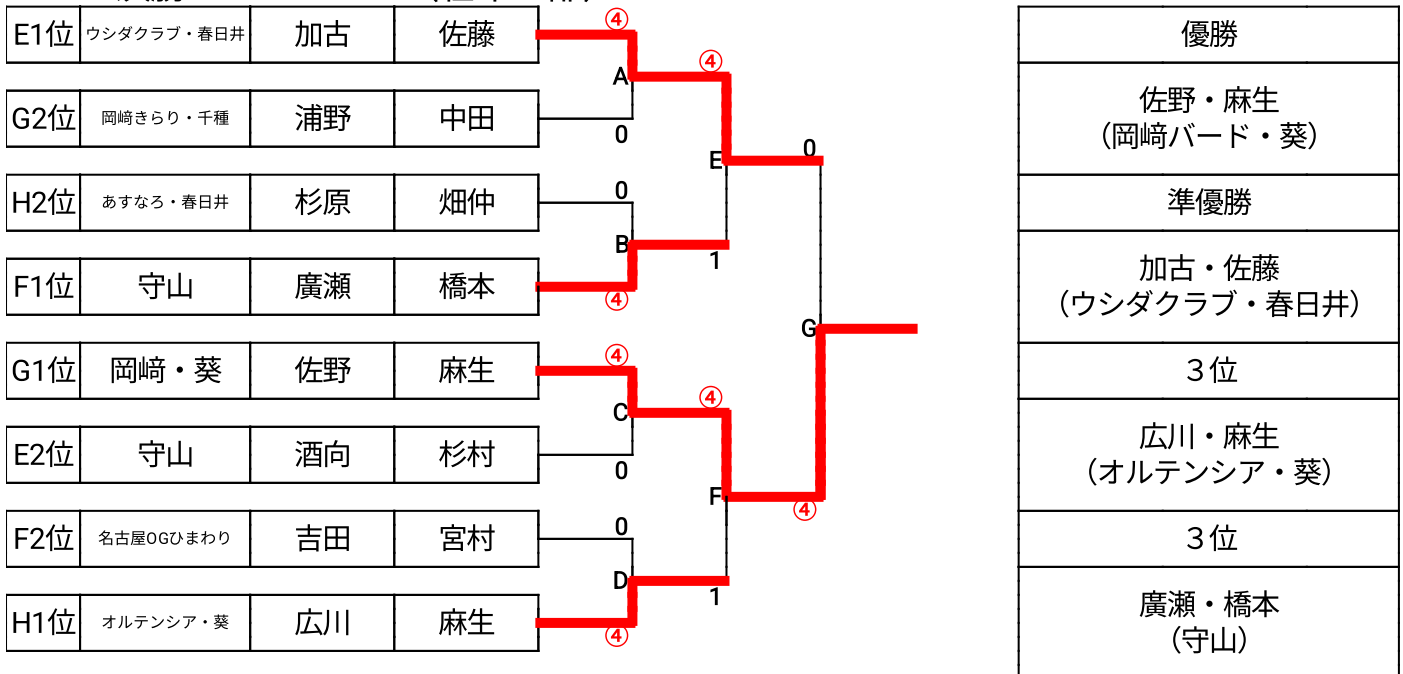 E1位 ウシダクラブ・春日井 加古 佐藤
G2位 岡﨑きらり・千種 浦野 中田
H2位 あすなろ・春日井 杉原 畑仲
F1位 守山 廣瀬 橋本
G1位 岡﨑・葵 佐野 麻生
E2位 守山 酒向 杉村
F2位 名古屋OGひまわり 吉田 宮村
H1位 オルテンシア・葵 広川 麻生
④
A
0
0
B
④
④
C
0
0
D
④
④
E
1
④
F
1
0
G
④
優勝
佐野・麻生
（岡﨑バード・葵）
準優勝
加古・佐藤
（ウシダクラブ・春日井）
３位
広川・麻生
（オルテンシア・葵）
３位
廣瀬・橋本
（守山）